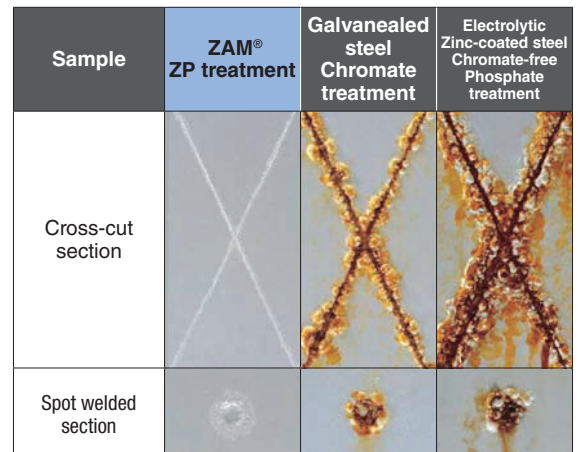 Sample
ZAM®
ZP treatment
Galvanealed
steel
Chromate
treatment
Electrolytic
Zinc-coated steel
Chromate-free
Phosphate
treatment
Cross-cut
section
Spot welded
section